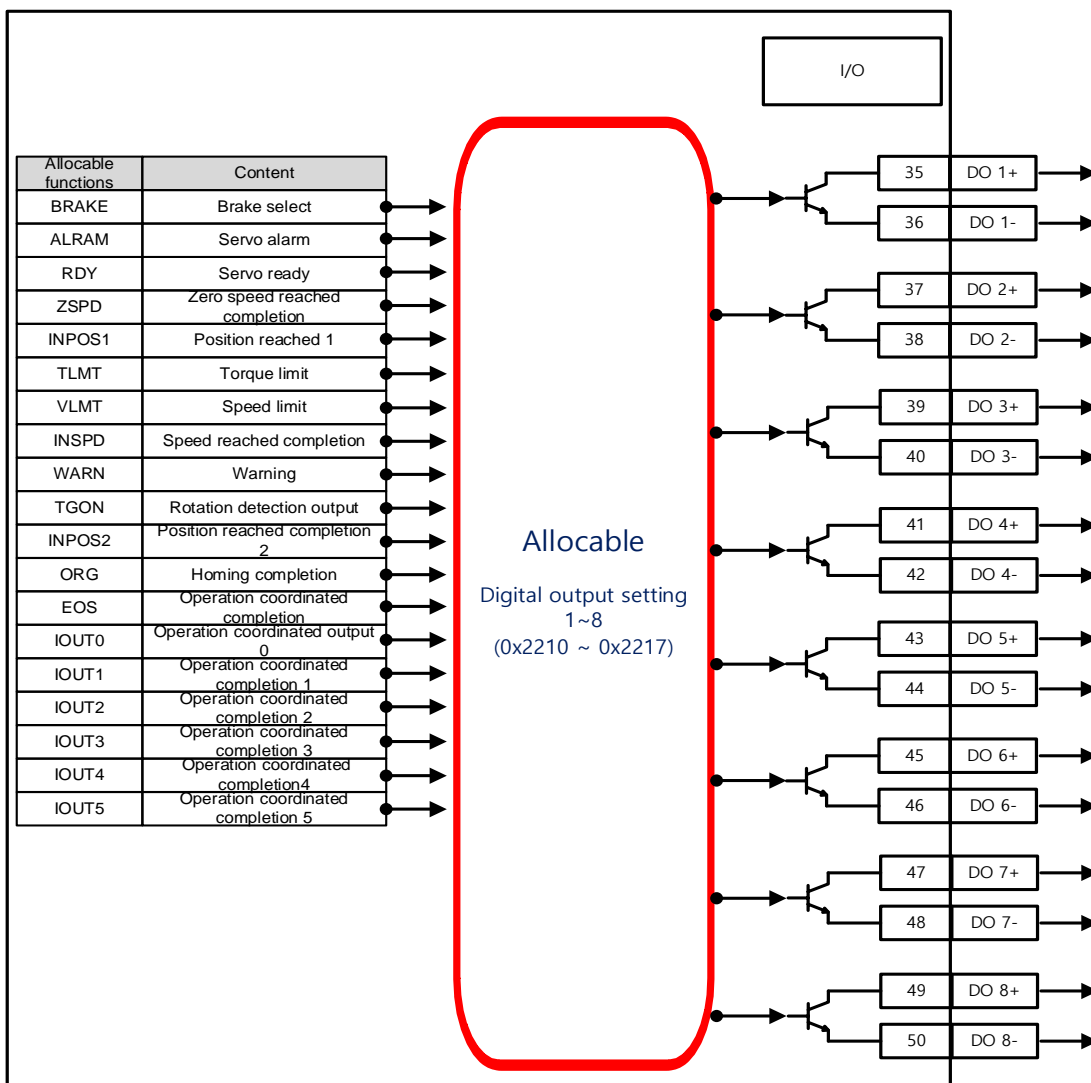 I/O
Allocable
functions
Content
BRAKE
Brake select
ALRAM
Servo alarm
RDY
Servo ready
ZSPD
Zero speed reached
completion
INPOS1
Position reached 1
TLMT
Torque limit
VLMT
Speed limit
INSPD
Speed reached completion
WARN
Warning
TGON
Rotation detection output
INPOS2
Position reached completion
2
ORG
Homing completion
EOS
Operation coordinated
completion
IOUT0
Operation coordinated output
0
IOUT1
Operation coordinated
completion 1
IOUT2
Operation coordinated
completion 2
IOUT3
Operation coordinated
completion 3
IOUT4
Operation coordinated
completion4
IOUT5
Operation coordinated
completion 5
Allocable
Digital output setting
1~8
(0x2210 ~ 0x2217)
35 DO 1+
36 DO 1-
37 DO 2+
38 DO 2-
39 DO 3+
40 DO 3-
41 DO 4+
42 DO 4-
43 DO 5+
44 DO 5-
45 DO 6+
46 DO 6-
47 DO 7+
48 DO 7-
49 DO 8+
50 DO 8-